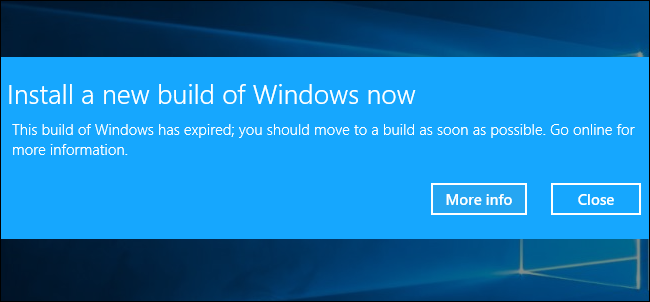 Install a new build of Windows now
This build of Windows has expired; you should move to a build as soon as possible. Go online for
more information.
More info
Close